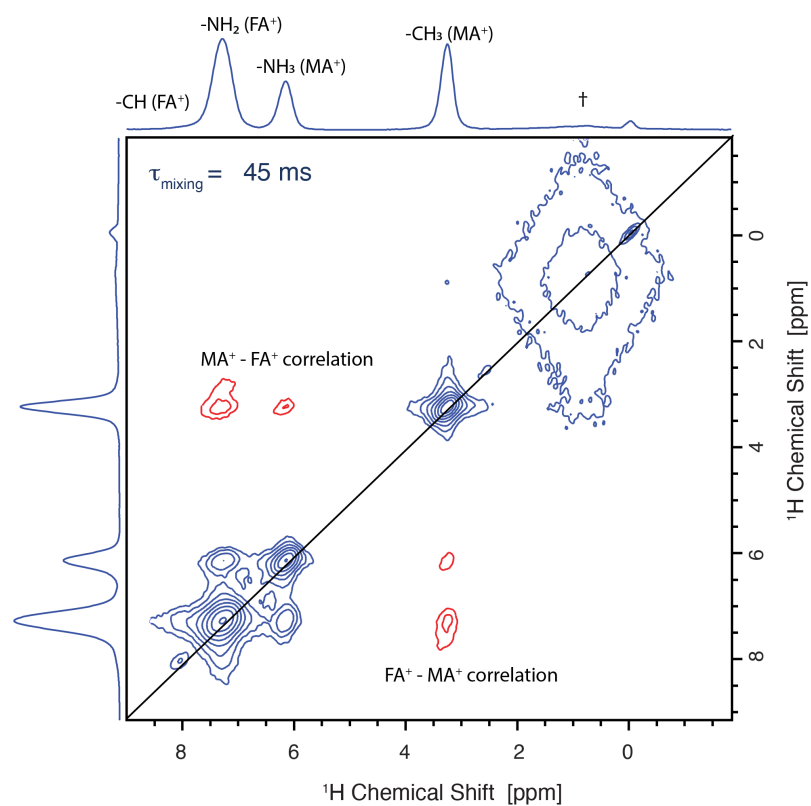 -NH₂ (FA⁺)
-CH₃ (MA⁺)
-NH₃ (MA⁺)
-CH (FA⁺)
†
τmixing = 45 ms
0
MA⁺ - FA⁺ correlation
2
4
6
8
FA⁺ - MA⁺ correlation
¹H Chemical Shift [ppm]
8 6 4 2 0
¹H Chemical Shift [ppm]